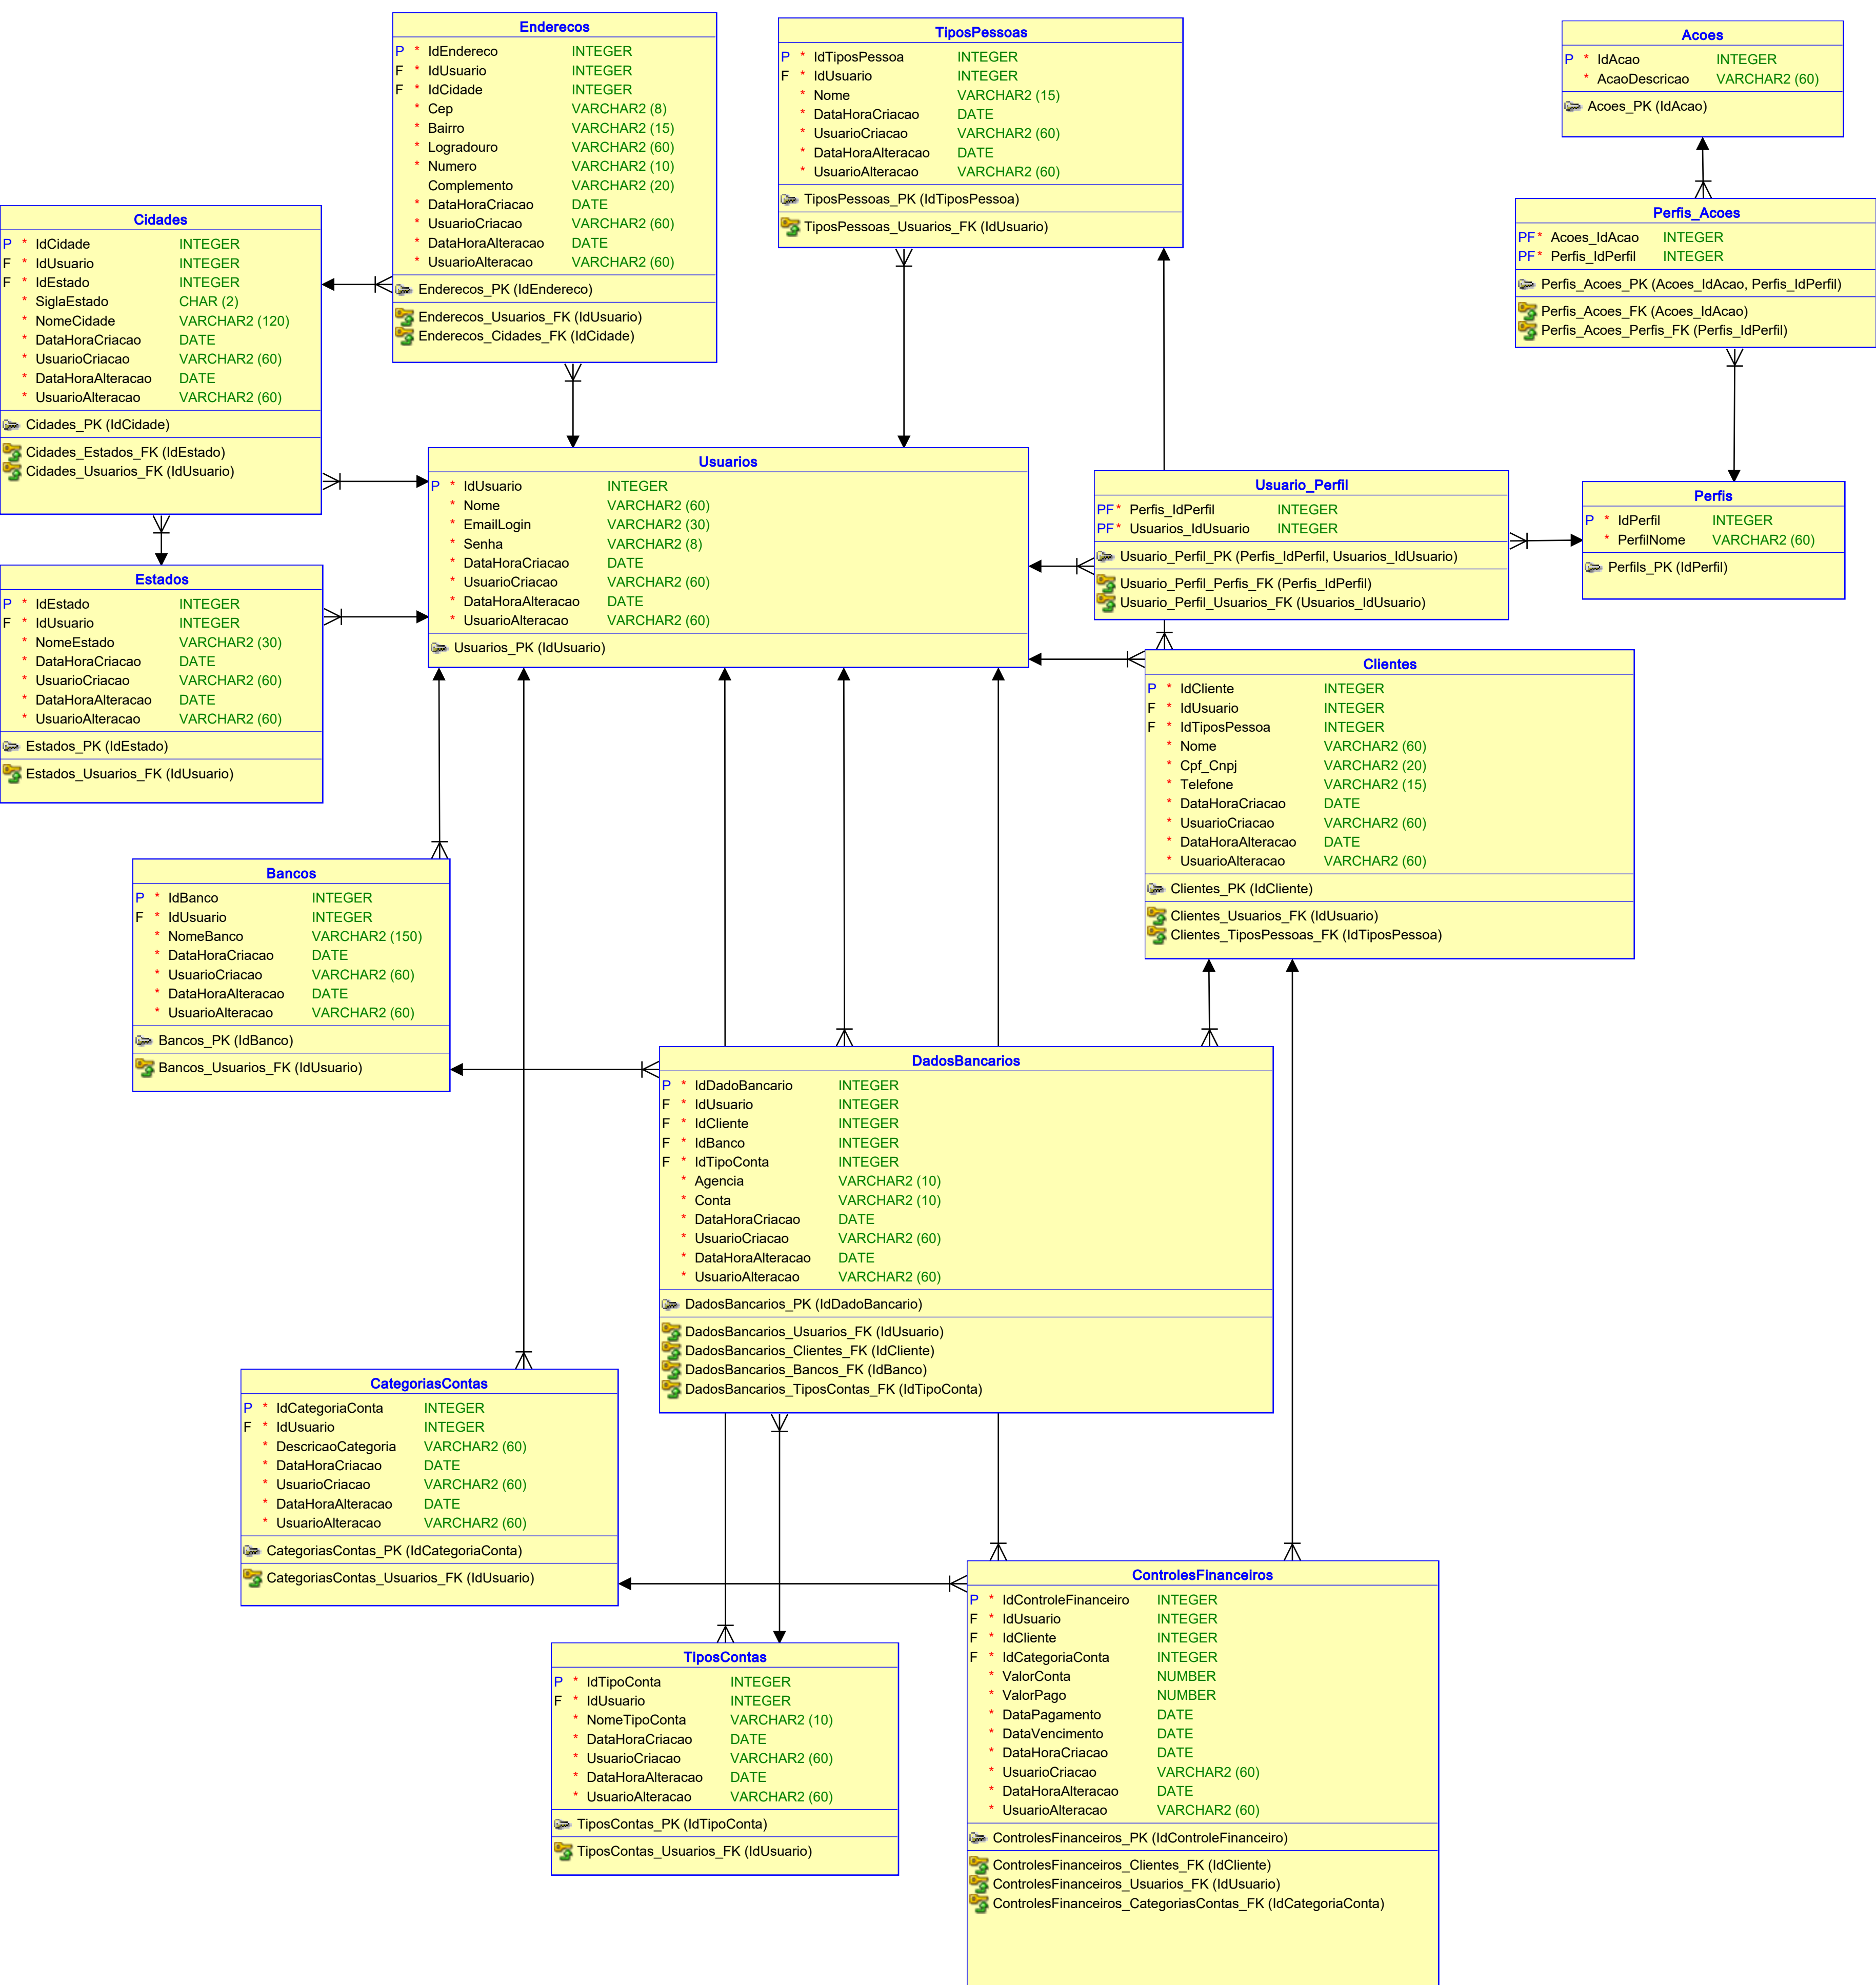 Enderecos
P * IdEndereco INTEGER
F * IdUsuario INTEGER
F * IdCidade INTEGER
* Cep VARCHAR2 (8)
* Bairro VARCHAR2 (15)
* Logradouro VARCHAR2 (60)
* Numero VARCHAR2 (10)
Complemento VARCHAR2 (20)
* DataHoraCriacao DATE
* UsuarioCriacao VARCHAR2 (60)
* DataHoraAlteracao DATE
* UsuarioAlteracao VARCHAR2 (60)
Enderecos_PK (IdEndereco)
Enderecos_Usuarios_FK (IdUsuario)
Enderecos_Cidades_FK (IdCidade)
TiposPessoas
P * IdTiposPessoa INTEGER
F * IdUsuario INTEGER
* Nome VARCHAR2 (15)
* DataHoraCriacao DATE
* UsuarioCriacao VARCHAR2 (60)
* DataHoraAlteracao DATE
* UsuarioAlteracao VARCHAR2 (60)
TiposPessoas_PK (IdTiposPessoa)
TiposPessoas_Usuarios_FK (IdUsuario)
Acoes
P * IdAcao INTEGER
* AcaoDescricao VARCHAR2 (60)
Acoes_PK (IdAcao)
Perfis_Acoes
PF* Acoes_IdAcao INTEGER
PF* Perfis_IdPerfil INTEGER
Perfis_Acoes_PK (Acoes_IdAcao, Perfis_IdPerfil)
Perfis_Acoes_FK (Acoes_IdAcao)
Perfis_Acoes_Perfis_FK (Perfis_IdPerfil)
Cidades
P * IdCidade INTEGER
F * IdUsuario INTEGER
F * IdEstado INTEGER
* SiglaEstado CHAR (2)
* NomeCidade VARCHAR2 (120)
* DataHoraCriacao DATE
* UsuarioCriacao VARCHAR2 (60)
* DataHoraAlteracao DATE
* UsuarioAlteracao VARCHAR2 (60)
Cidades_PK (IdCidade)
Cidades_Estados_FK (IdEstado)
Cidades_Usuarios_FK (IdUsuario)
Usuarios
P * IdUsuario INTEGER
* Nome VARCHAR2 (60)
* EmailLogin VARCHAR2 (30)
* Senha VARCHAR2 (8)
* DataHoraCriacao DATE
* UsuarioCriacao VARCHAR2 (60)
* DataHoraAlteracao DATE
* UsuarioAlteracao VARCHAR2 (60)
Usuarios_PK (IdUsuario)
Usuario_Perfil
PF* Perfis_IdPerfil INTEGER
PF* Usuarios_IdUsuario INTEGER
Usuario_Perfil_PK (Perfis_IdPerfil, Usuarios_IdUsuario)
Usuario_Perfil_Perfis_FK (Perfis_IdPerfil)
Usuario_Perfil_Usuarios_FK (Usuarios_IdUsuario)
Perfis
P * IdPerfil INTEGER
* PerfilNome VARCHAR2 (60)
Perfils_PK (IdPerfil)
Estados
P * IdEstado INTEGER
F * IdUsuario INTEGER
* NomeEstado VARCHAR2 (30)
* DataHoraCriacao DATE
* UsuarioCriacao VARCHAR2 (60)
* DataHoraAlteracao DATE
* UsuarioAlteracao VARCHAR2 (60)
Estados_PK (IdEstado)
Estados_Usuarios_FK (IdUsuario)
Clientes
P * IdCliente INTEGER
F * IdUsuario INTEGER
F * IdTiposPessoa INTEGER
* Nome VARCHAR2 (60)
* Cpf_Cnpj VARCHAR2 (20)
* Telefone VARCHAR2 (15)
* DataHoraCriacao DATE
* UsuarioCriacao VARCHAR2 (60)
* DataHoraAlteracao DATE
* UsuarioAlteracao VARCHAR2 (60)
Clientes_PK (IdCliente)
Clientes_Usuarios_FK (IdUsuario)
Clientes_TiposPessoas_FK (IdTiposPessoa)
Bancos
P * IdBanco INTEGER
F * IdUsuario INTEGER
* NomeBanco VARCHAR2 (150)
* DataHoraCriacao DATE
* UsuarioCriacao VARCHAR2 (60)
* DataHoraAlteracao DATE
* UsuarioAlteracao VARCHAR2 (60)
Bancos_PK (IdBanco)
Bancos_Usuarios_FK (IdUsuario)
DadosBancarios
P * IdDadoBancario INTEGER
F * IdUsuario INTEGER
F * IdCliente INTEGER
F * IdBanco INTEGER
F * IdTipoConta INTEGER
* Agencia VARCHAR2 (10)
* Conta VARCHAR2 (10)
* DataHoraCriacao DATE
* UsuarioCriacao VARCHAR2 (60)
* DataHoraAlteracao DATE
* UsuarioAlteracao VARCHAR2 (60)
DadosBancarios_PK (IdDadoBancario)
DadosBancarios_Usuarios_FK (IdUsuario)
DadosBancarios_Clientes_FK (IdCliente)
DadosBancarios_Bancos_FK (IdBanco)
DadosBancarios_TiposContas_FK (IdTipoConta)
CategoriasContas
P * IdCategoriaConta INTEGER
F * IdUsuario INTEGER
* DescricaoCategoria VARCHAR2 (60)
* DataHoraCriacao DATE
* UsuarioCriacao VARCHAR2 (60)
* DataHoraAlteracao DATE
* UsuarioAlteracao VARCHAR2 (60)
CategoriasContas_PK (IdCategoriaConta)
CategoriasContas_Usuarios_FK (IdUsuario)
ControlesFinanceiros
P * IdControleFinanceiro INTEGER
F * IdUsuario INTEGER
F * IdCliente INTEGER
F * IdCategoriaConta INTEGER
* ValorConta NUMBER
* ValorPago NUMBER
* DataPagamento DATE
* DataVencimento DATE
* DataHoraCriacao DATE
* UsuarioCriacao VARCHAR2 (60)
* DataHoraAlteracao DATE
* UsuarioAlteracao VARCHAR2 (60)
ControlesFinanceiros_PK (IdControleFinanceiro)
ControlesFinanceiros_Clientes_FK (IdCliente)
ControlesFinanceiros_Usuarios_FK (IdUsuario)
ControlesFinanceiros_CategoriasContas_FK (IdCategoriaConta)
TiposContas
P * IdTipoConta INTEGER
F * IdUsuario INTEGER
* NomeTipoConta VARCHAR2 (10)
* DataHoraCriacao DATE
* UsuarioCriacao VARCHAR2 (60)
* DataHoraAlteracao DATE
* UsuarioAlteracao VARCHAR2 (60)
TiposContas_PK (IdTipoConta)
TiposContas_Usuarios_FK (IdUsuario)